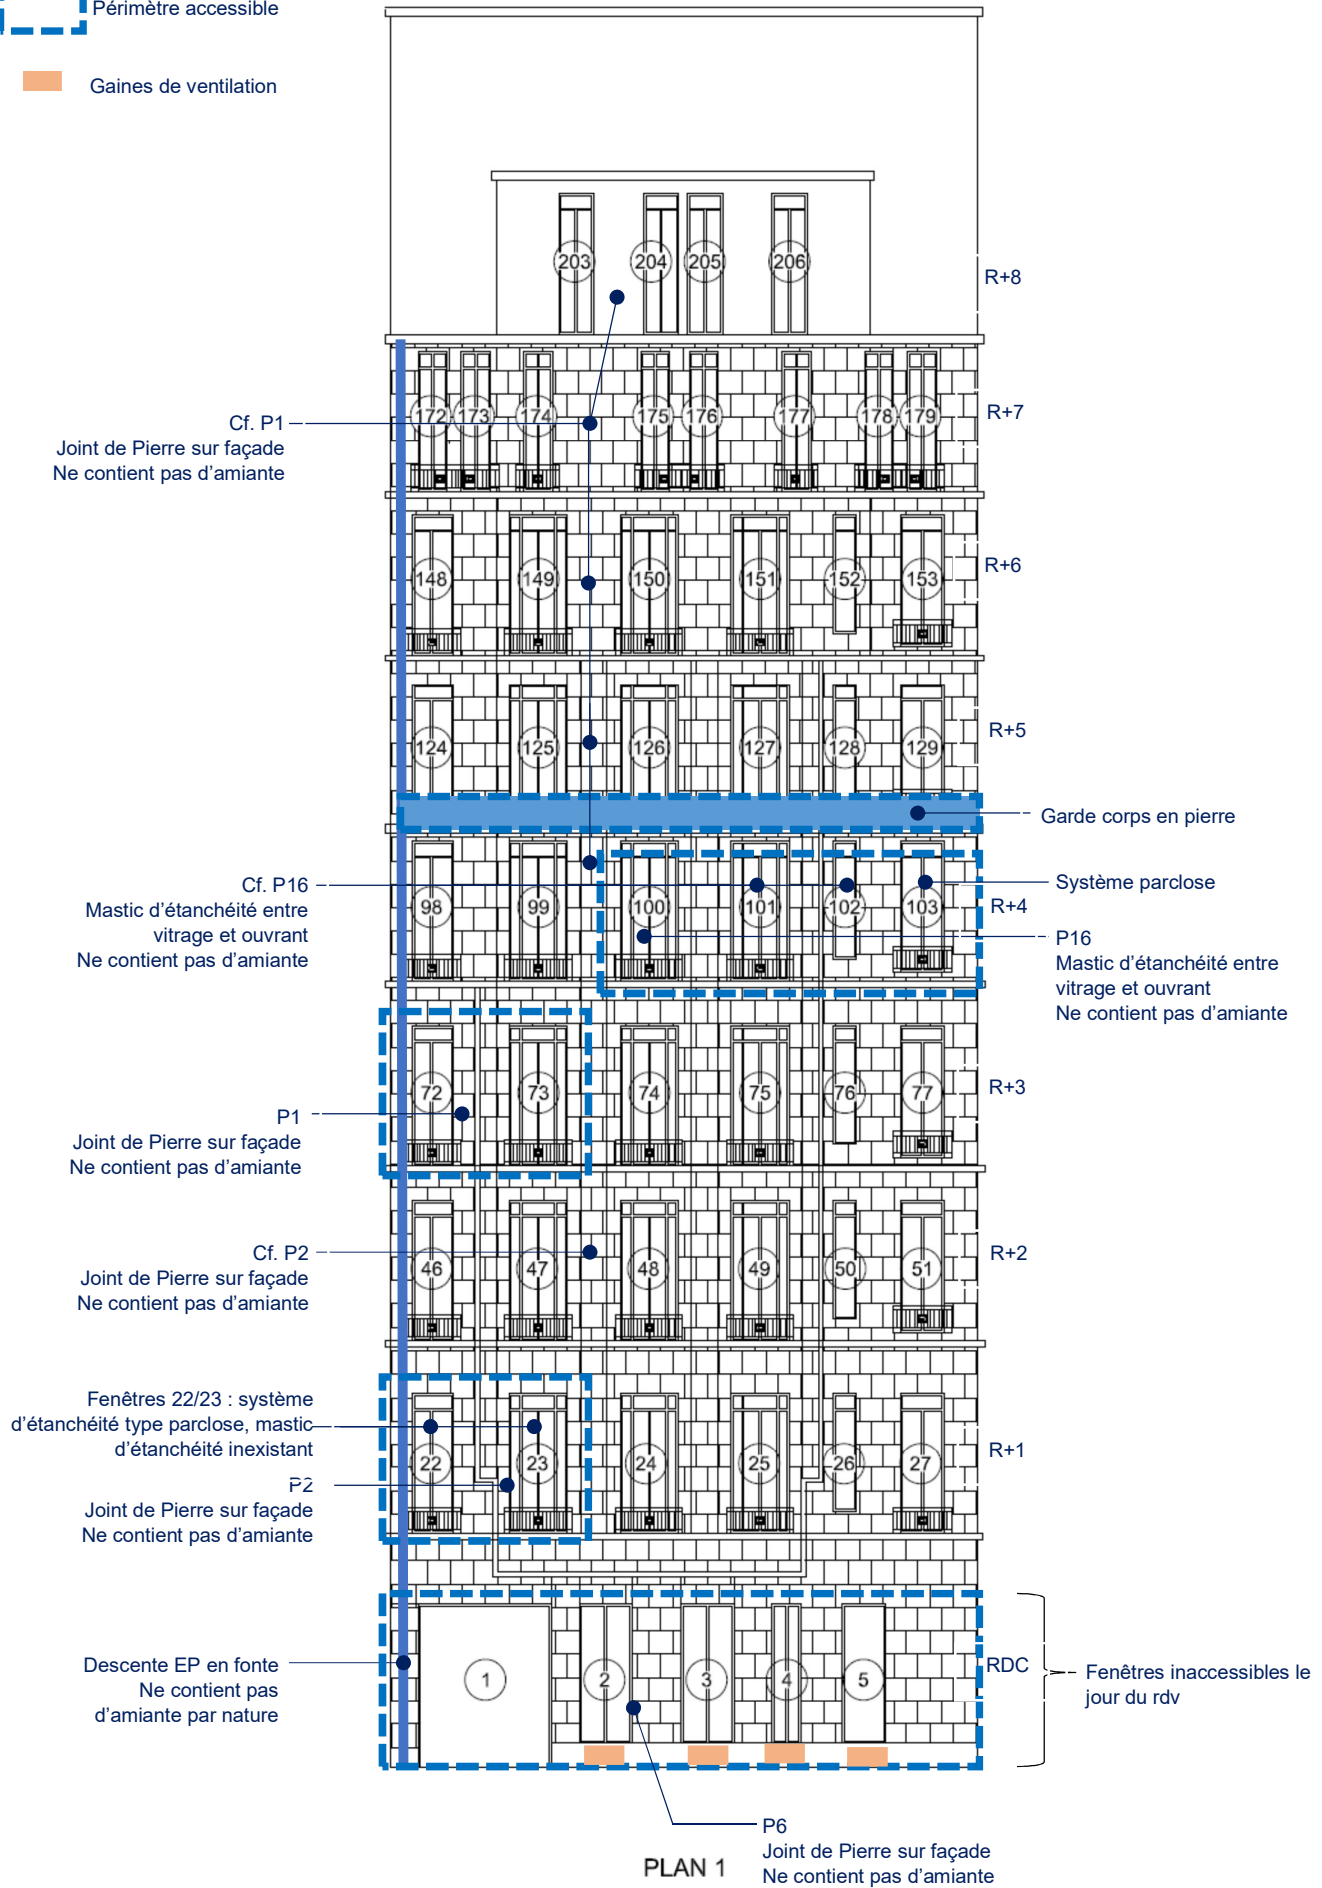 Périmètre accessible
Gaines de ventilation
203 204 205 206
R+8
172 173 174 175 176 177 178 179
R+7
Cf. P1
Joint de Pierre sur façade
Ne contient pas d’amiante
148 149 150 151 152 153
R+6
124 125 126 127 128 129
R+5
Garde corps en pierre
Cf. P16
Mastic d’étanchéité entre
vitrage et ouvrant
Ne contient pas d’amiante
98 99 100 101 102 103
R+4
Système parclose
P16
Mastic d’étanchéité entre
vitrage et ouvrant
Ne contient pas d’amiante
72 73 74 75 76 77
R+3
P1
Joint de Pierre sur façade
Ne contient pas d’amiante
Cf. P2
Joint de Pierre sur façade
Ne contient pas d’amiante
46 47 48 49 50 51
R+2
Fenêtres 22/23 : système
d’étanchéité type parclose, mastic
d’étanchéité inexistant
22 23 24 25 26 27
R+1
P2
Joint de Pierre sur façade
Ne contient pas d’amiante
Descente EP en fonte
Ne contient pas
d’amiante par nature
1 2 3 4 5
RDC
Fenêtres inaccessibles le
jour du rdv
P6
Joint de Pierre sur façade
Ne contient pas d’amiante
PLAN 1